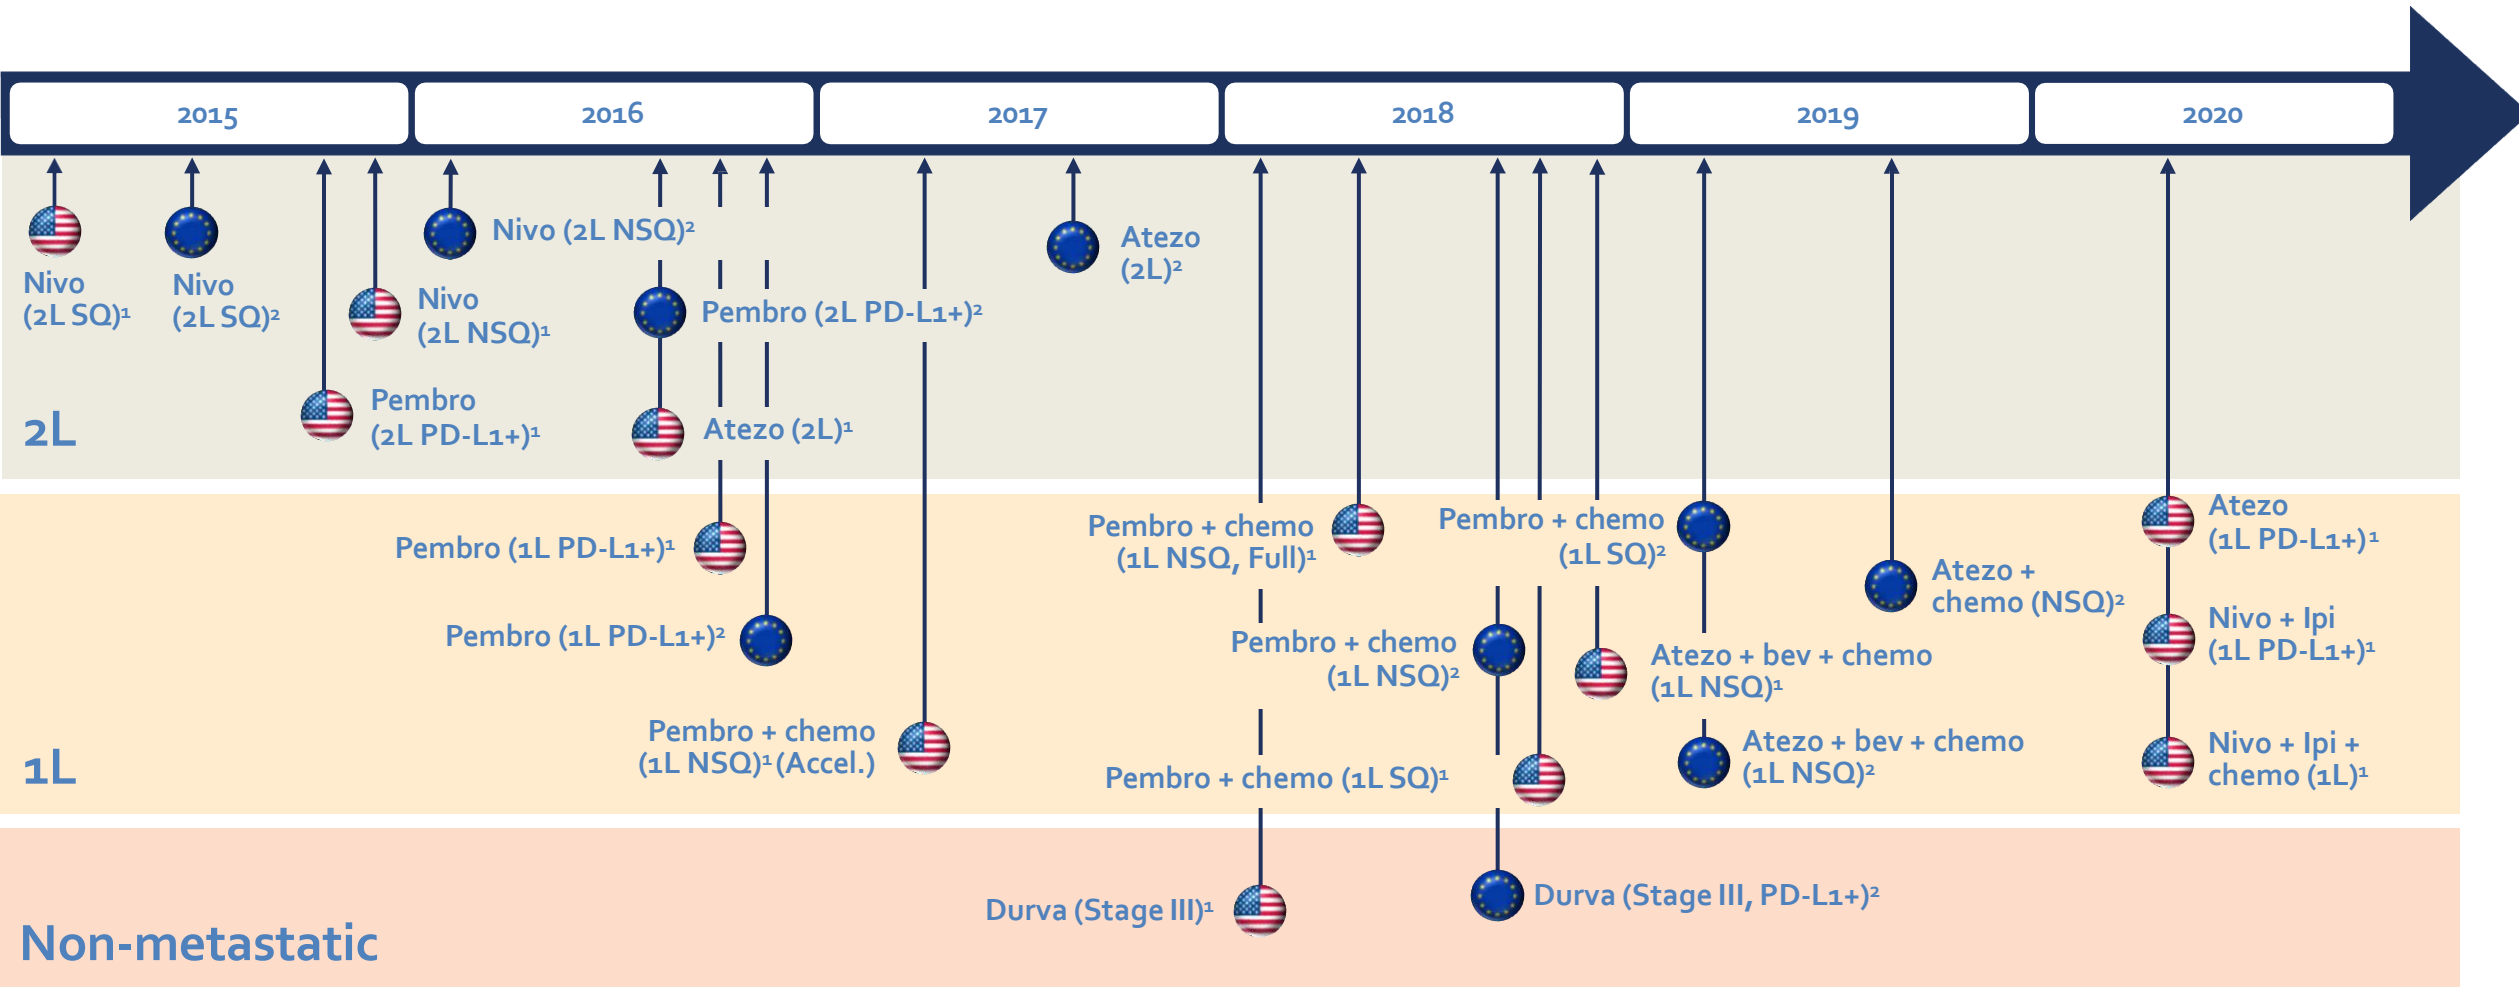 2015
2016
2017
2018
2019
2020
Nivo
(2L SQ)¹
Nivo
(2L SQ)²
Nivo
(2L NSQ)¹
Pembro
(2L PD-L1+)¹
Nivo (2L NSQ)²
Pembro (2L PD-L1+)²
Atezo (2L)¹
Atezo
(2L)²
2L
Pembro (1L PD-L1+)¹
Pembro (1L PD-L1+)²
Pembro + chemo
(1L NSQ)¹ (Accel.)
Pembro + chemo
(1L NSQ, Full)¹
Pembro + chemo
(1L SQ)²
Pembro + chemo
(1L NSQ)²
Pembro + chemo (1L SQ)¹
Atezo + bev + chemo
(1L NSQ)¹
Atezo + bev + chemo
(1L NSQ)²
Atezo +
chemo (NSQ)²
Atezo
(1L PD-L1+)¹
Nivo + Ipi
(1L PD-L1+)¹
Nivo + Ipi +
chemo (1L)¹
1L
Durva (Stage III)¹
Durva (Stage III, PD-L1+)²
Non-metastatic